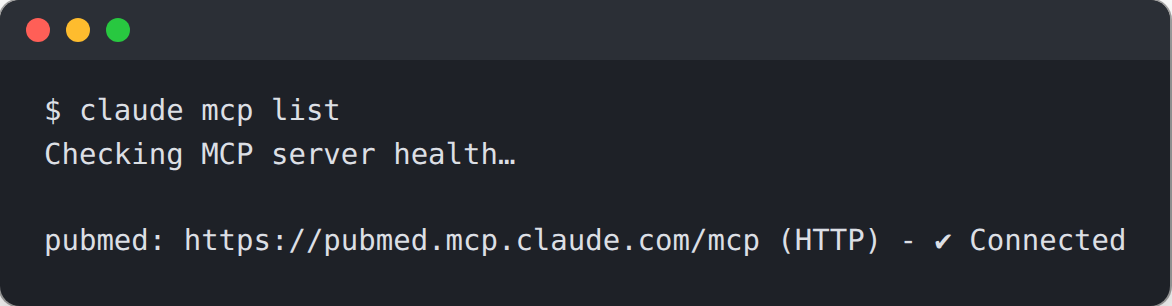 $ claude mcp list
Checking MCP server health…
pubmed: https://pubmed.mcp.claude.com/mcp (HTTP) - ✔ Connected